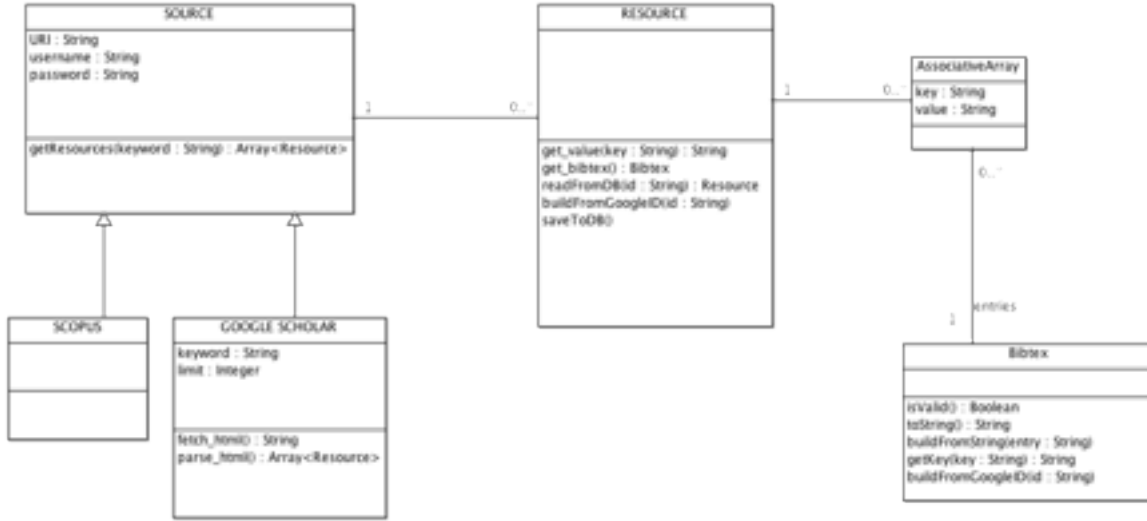 SOURCE
URI : String
username : String
password : String
getResources(keyword : String) : Array<Resource>
1
0..*
RESOURCE
get_value(key : String) : String
get_bibtex() : Bibtex
readFromDB(id : String) : Resource
buildFromGoogleID(id : String)
saveToDB()
1
0..*
AssociativeArray
key : String
value : String
0..*
entries
1
SCOPUS
GOOGLE SCHOLAR
keyword : String
limit : Integer
fetch_html() : String
parse_html() : Array<Resource>
Bibtex
isValid() : Boolean
toString() : String
buildFromString(entry : String)
getKey(key : String) : String
buildFromGoogleID(id : String)